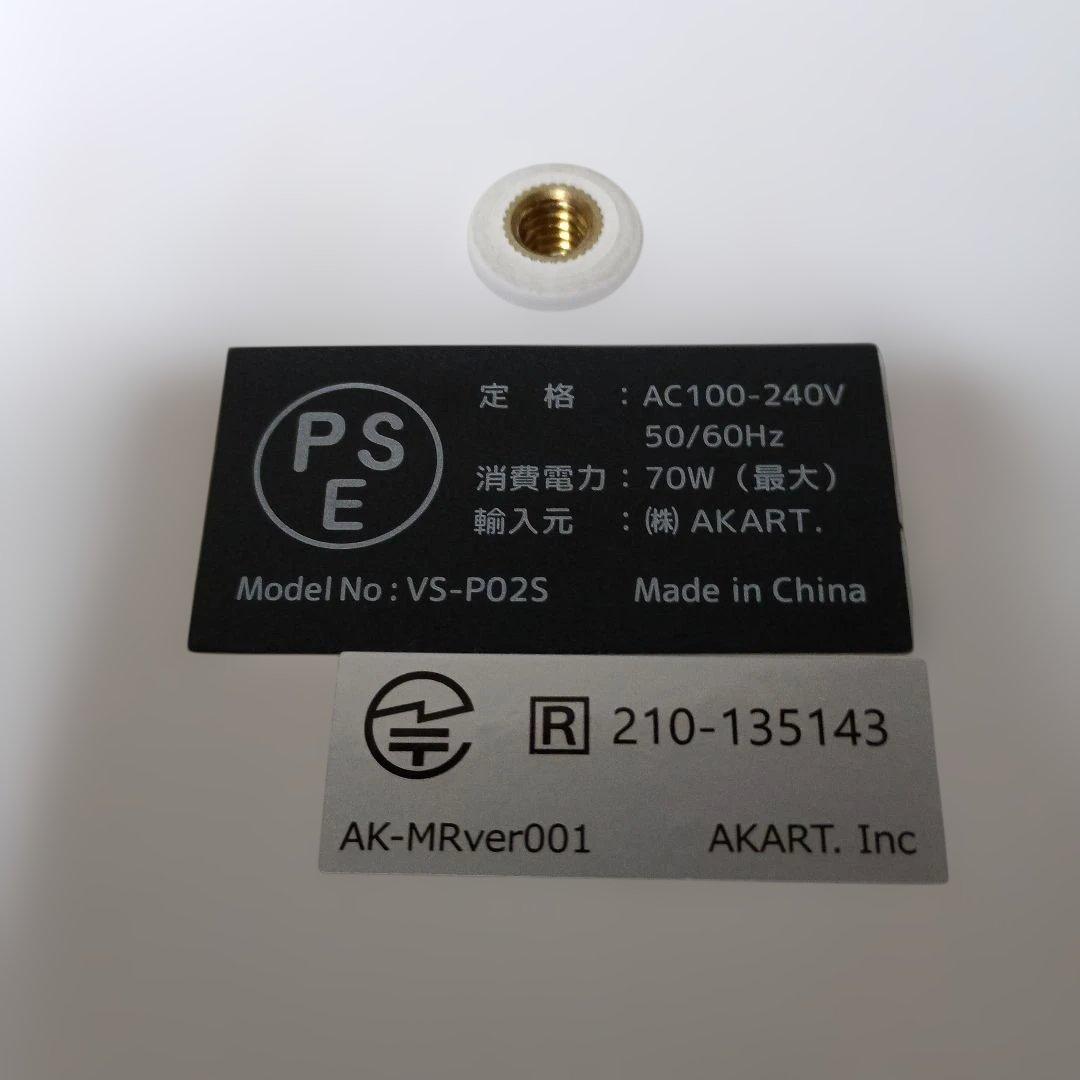 PS
E
定 格 : AC100-240V
50/60Hz
消費電力 : 70W（最大）
輸入元 : ㈱ AKART.
Model No : VS-P02S Made in China
R 210-135143
AK-MRver001 AKART. Inc